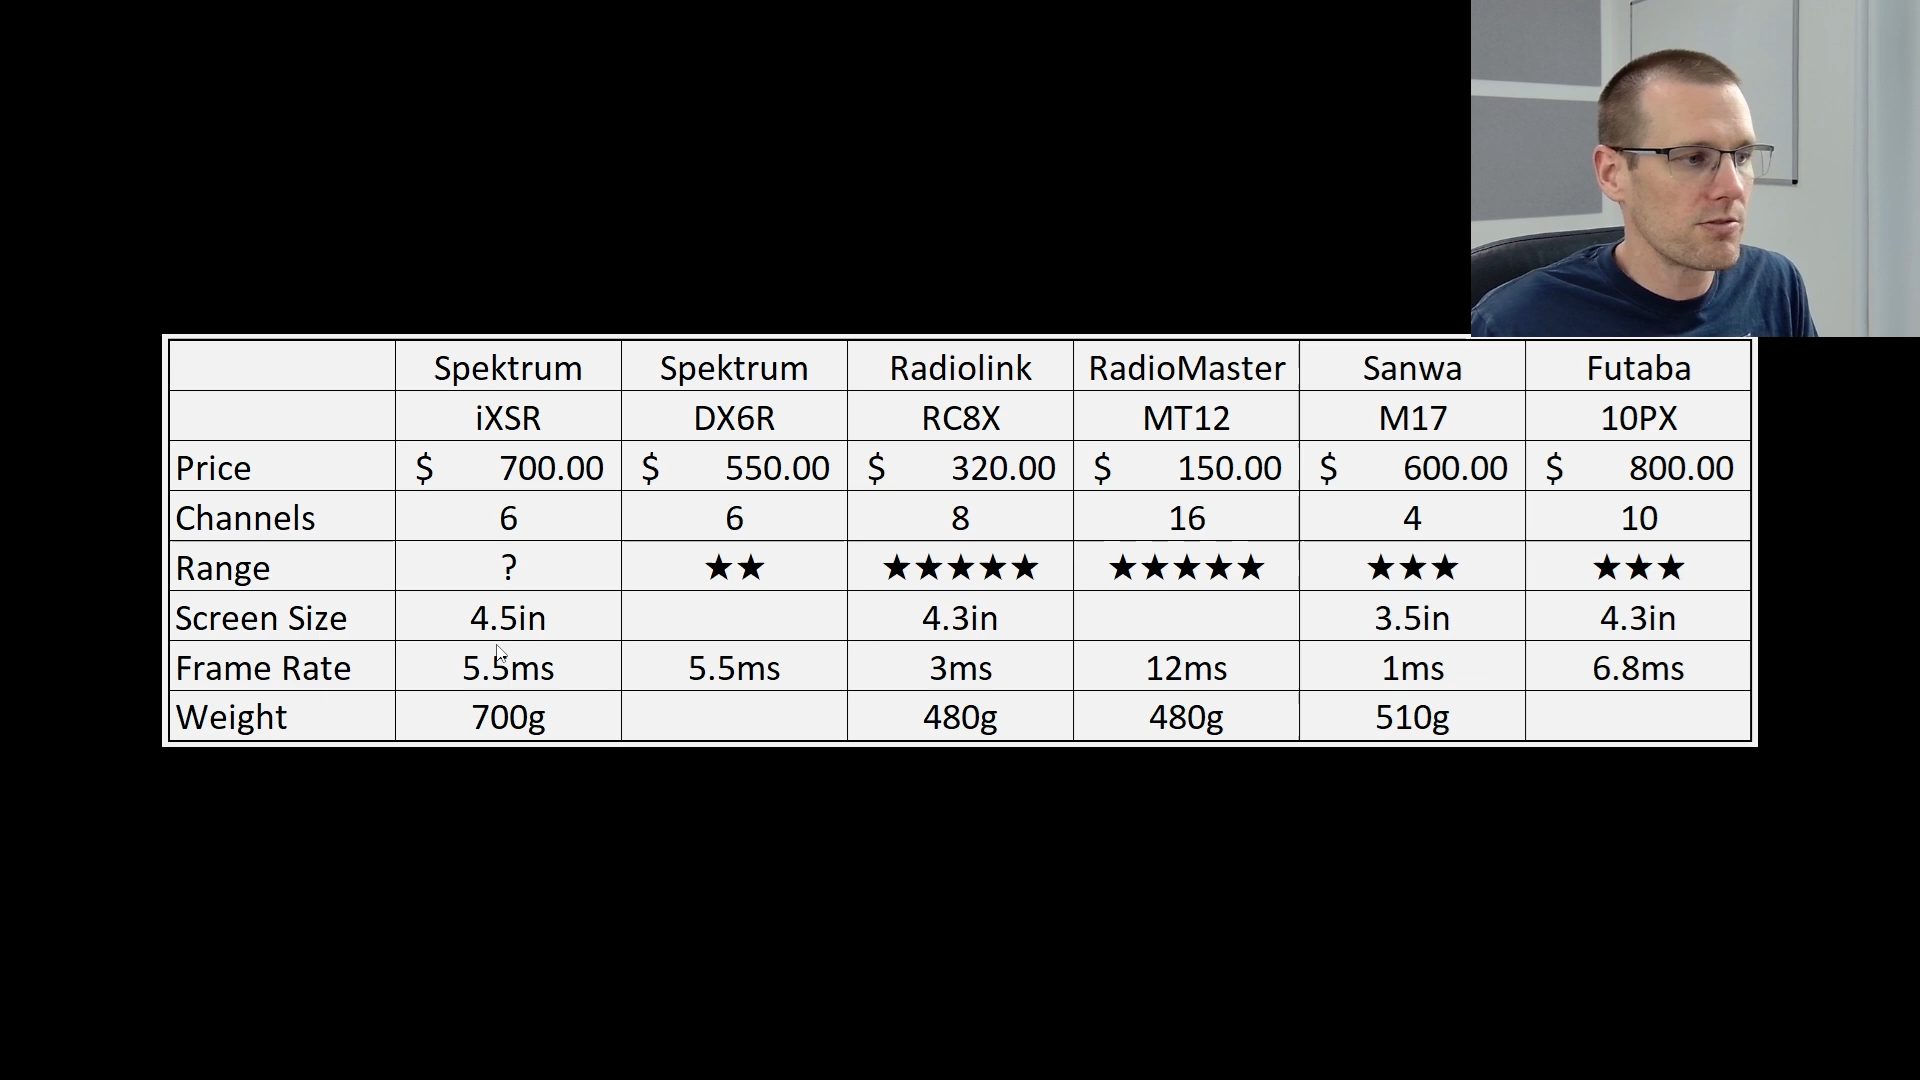 Spektrum Spektrum Radiolink RadioMaster Sanwa Futaba
iXSR DX6R RC8X MT12 M17 10PX
Price $ 700.00 $ 550.00 $ 320.00 $ 150.00 $ 600.00 $ 800.00
Channels 6 6 8 16 4 10
Range ? ★★ ★★★★★ ★★★★★ ★★★ ★★★
Screen Size 4.5in 4.3in 3.5in 4.3in
Frame Rate 5.5ms 5.5ms 3ms 12ms 1ms 6.8ms
Weight 700g 480g 480g 510g